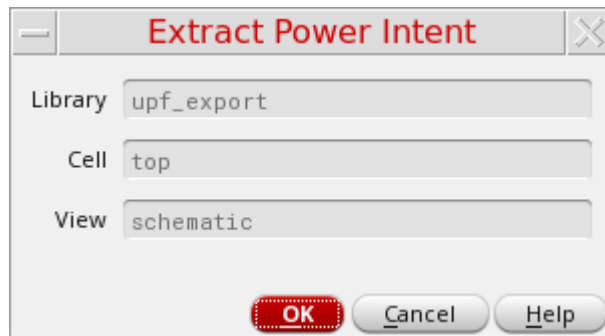 Extract Power Intent
Library upf_export
Cell top
View schematic
OK Cancel Help